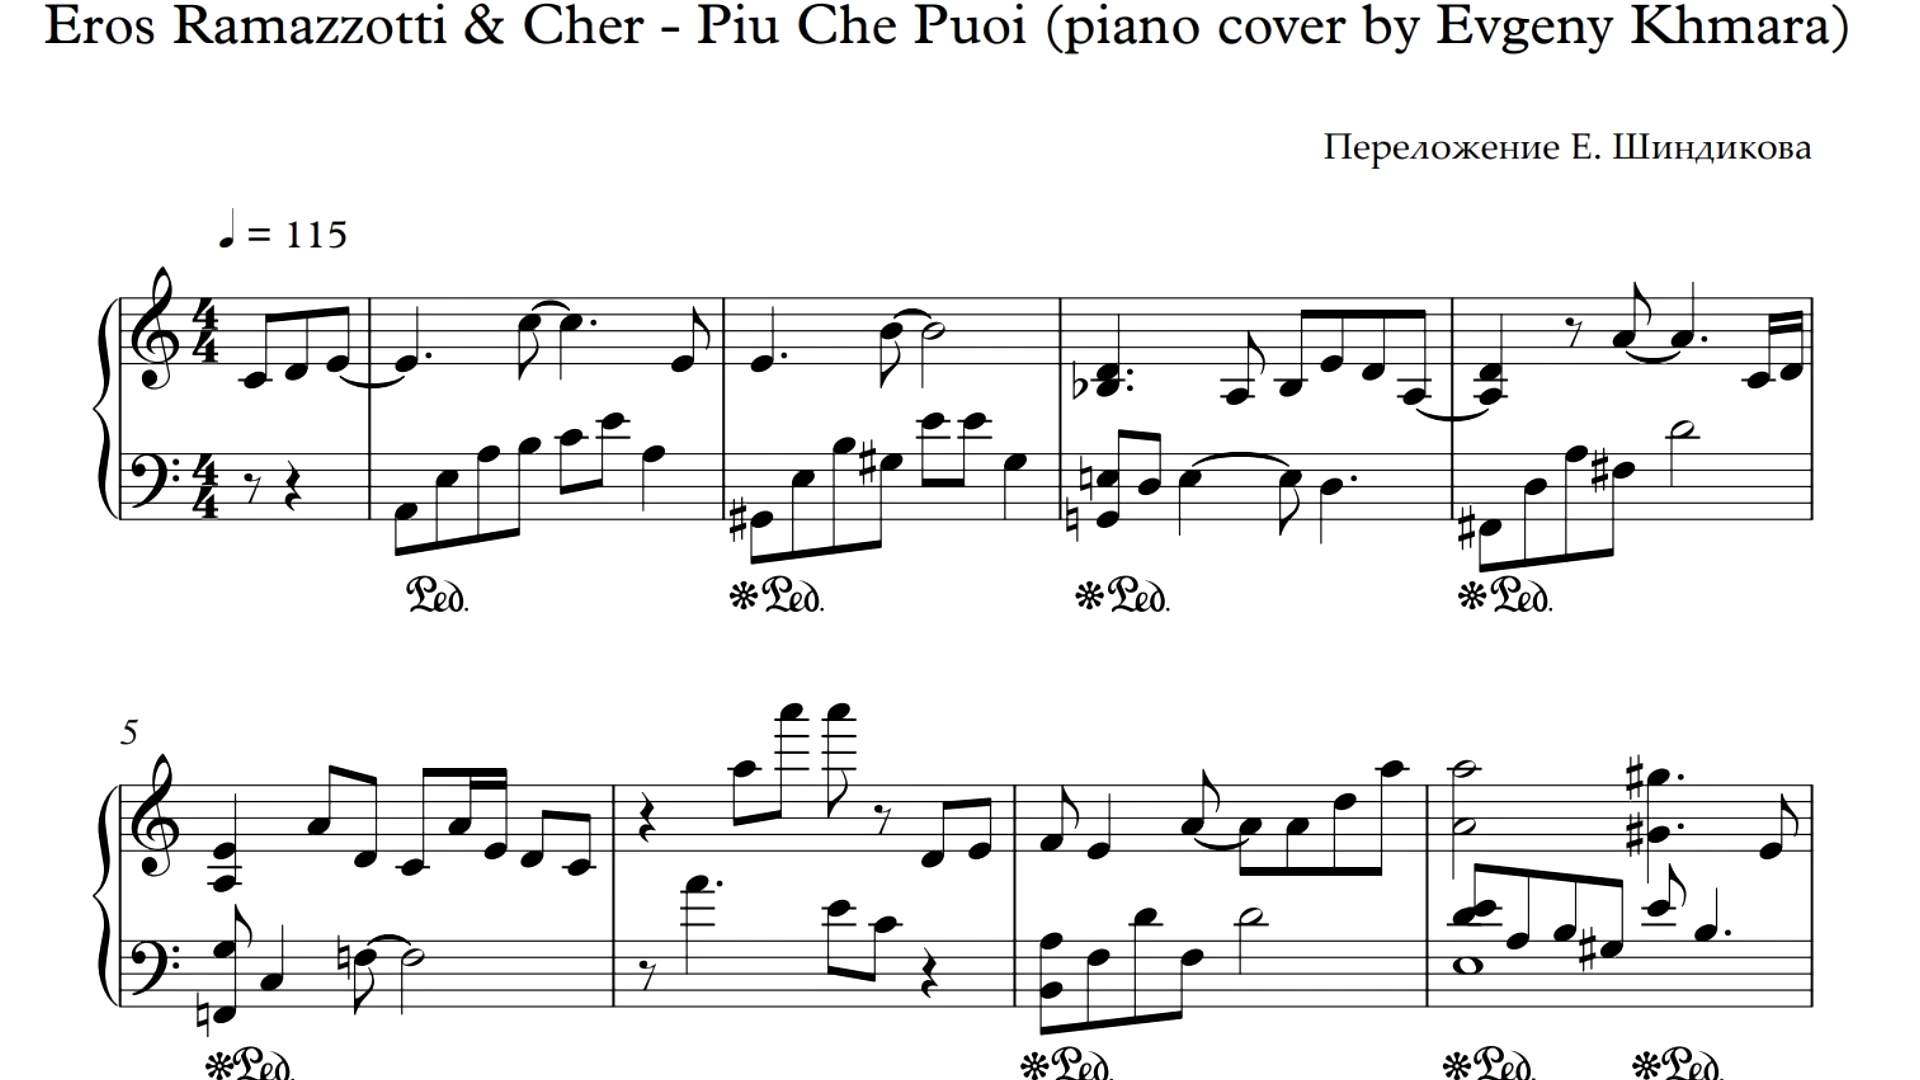 Eros Ramazzotti & Cher - Piu Che Puoi (piano cover by Evgeny Khmara)
Переложение Е. Шиндикова
♩ = 115
4
4
4
4
Ped. Ped. Ped. Ped.
5
Ped. Ped. Ped. Ped.